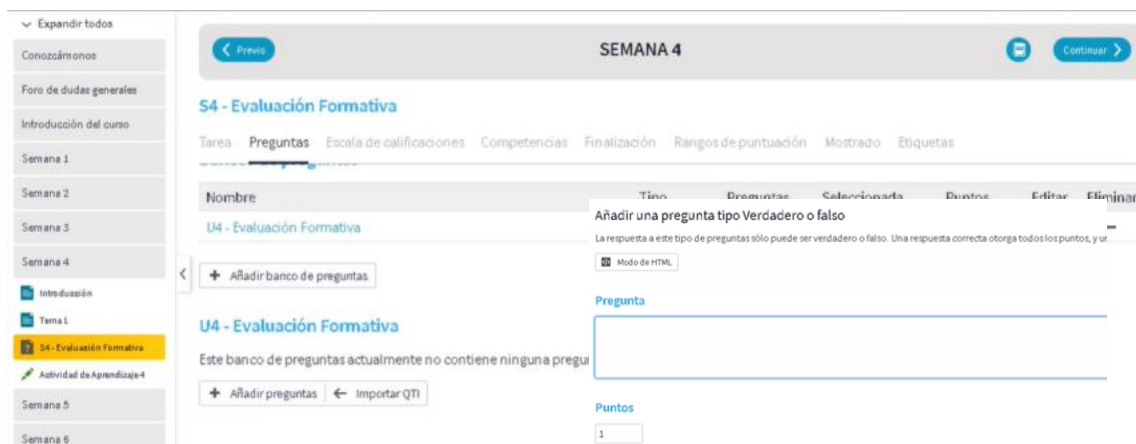 Expandir todos
Conozcámonos
Foro de dudas generales
Introducción del curso
Semana 1
Semana 2
Semana 3
Semana 4
Introducción
Tema 1
S4 - Evaluación Formativa
Actividad de Aprendizaje 4
Semana 5
Semana 6
Previo
SEMANA 4
Continuar
S4 - Evaluación Formativa
Tarea Preguntas Escala de calificaciones Competencias Finalización Rangos de puntuación Mostrado Etiquetas
Nombre Tipo Preguntas Seleccionada Puntos Editar Eliminar
U4 - Evaluación Formativa
+ Añadir banco de preguntas
U4 - Evaluación Formativa
Este banco de preguntas actualmente no contiene ninguna pregu
+ Añadir preguntas ← Importar QTI
Añadir una pregunta tipo Verdadero o falso
La respuesta a este tipo de preguntas sólo puede ser verdadero o falso. Una respuesta correcta otorga todos los puntos, y un
Modo de HTML
Pregunta
Puntos
1